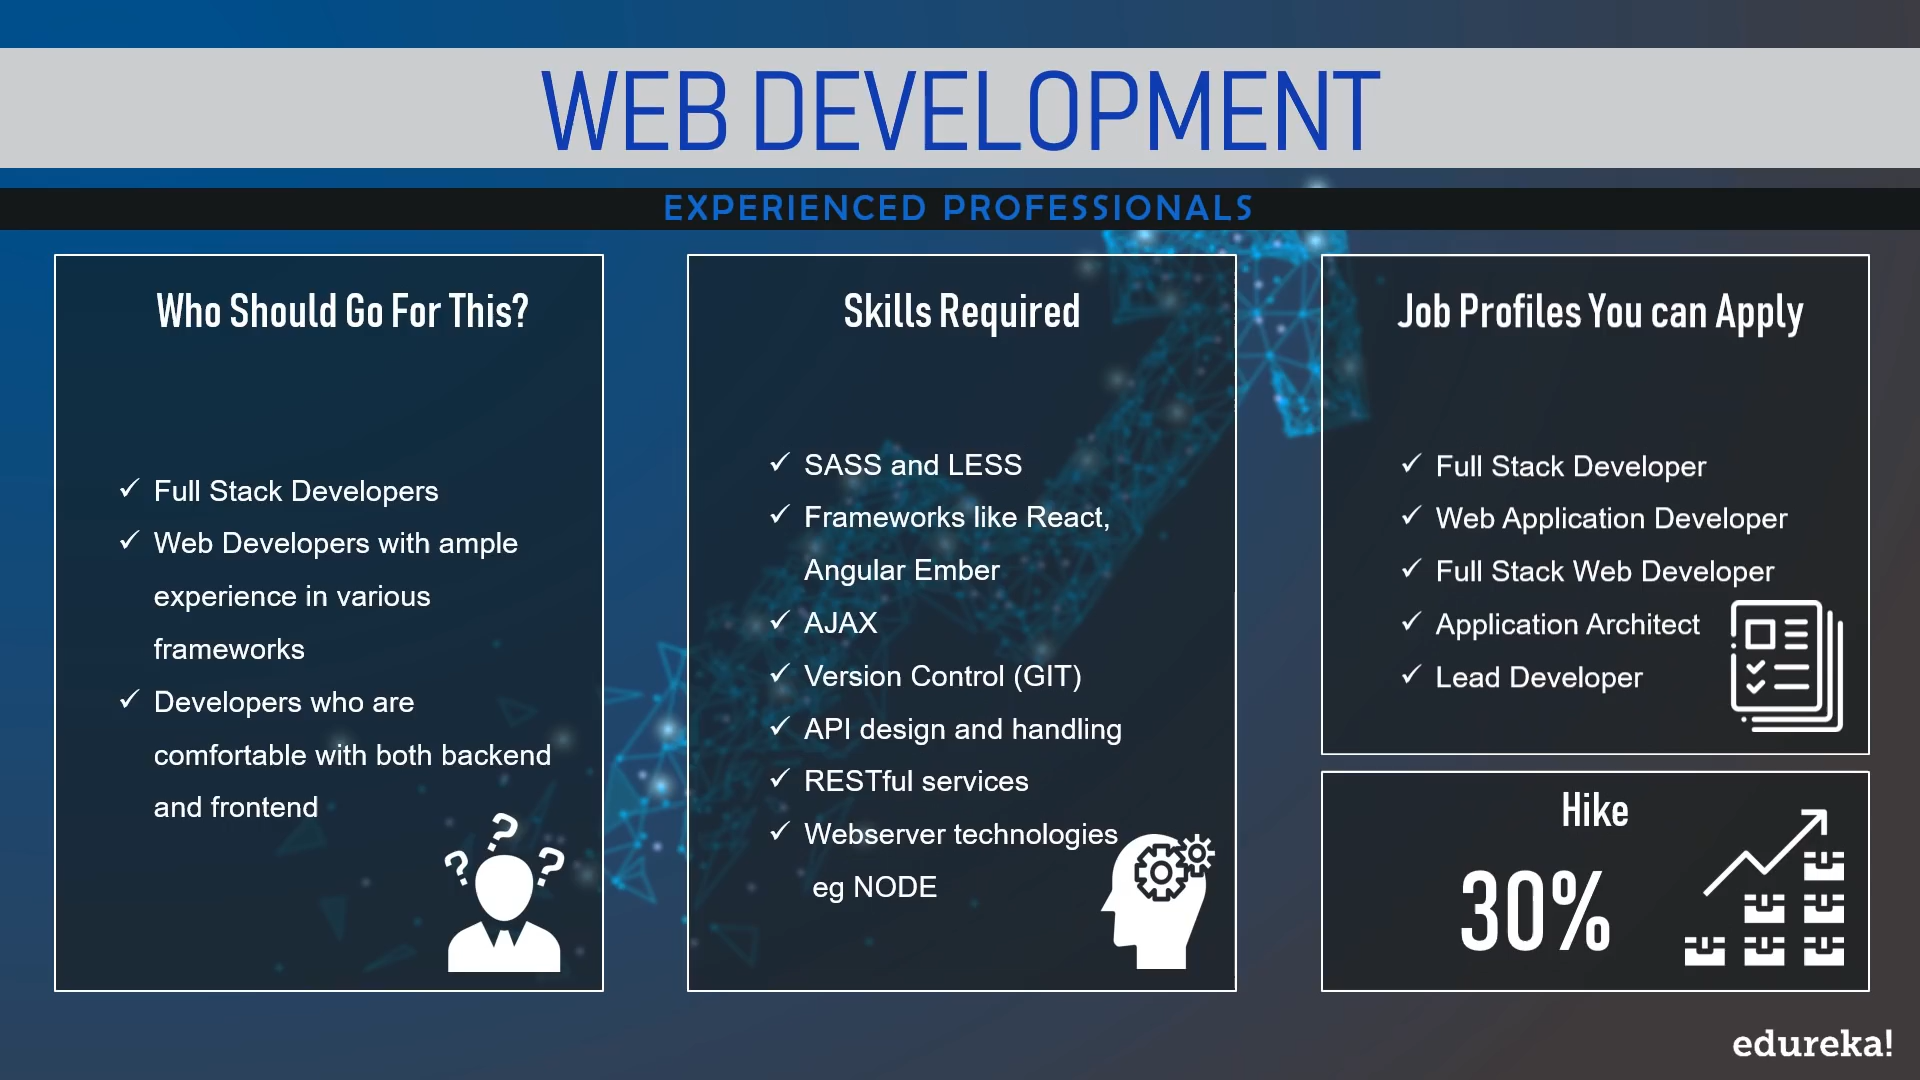 WEB DEVELOPMENT
EXPERIENCED PROFESSIONALS
Who Should Go For This?
✓ Full Stack Developers
✓ Web Developers with ample
experience in various
frameworks
✓ Developers who are
comfortable with both backend
and frontend
? ? ?
Skills Required
✓ SASS and LESS
✓ Frameworks like React,
Angular Ember
✓ AJAX
✓ Version Control (GIT)
✓ API design and handling
✓ RESTful services
✓ Webserver technologies
eg NODE
Job Profiles You can Apply
✓ Full Stack Developer
✓ Web Application Developer
✓ Full Stack Web Developer
✓ Application Architect
✓ Lead Developer
Hike
30%
edureka!